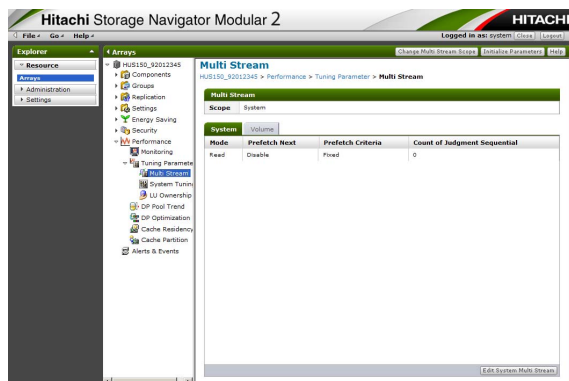 Hitachi Storage Navigator Modular 2
HITACHI
File Go Help
Logged in as: system Close Logout
Explorer
Arrays
Change Multi Stream Scope Initialize Parameters Help
Resource
Arrays
Administration
Settings
HUS150_92012345
Components
Groups
Replication
Settings
Energy Saving
Security
Performance
Monitoring
Tuning Paramete
Multi Stream
System Tuning
LU Ownership
DP Pool Trend
DP Optimization
Cache Residency
Cache Partition
Alerts & Events
Multi Stream
HUS150_92012345 > Performance > Tuning Parameter > Multi Stream
Multi Stream
Scope System
System Volume
Mode Prefetch Next Prefetch Criteria Count of Judgment Sequential
Read Disable Fixed 0
Edit System Multi Stream